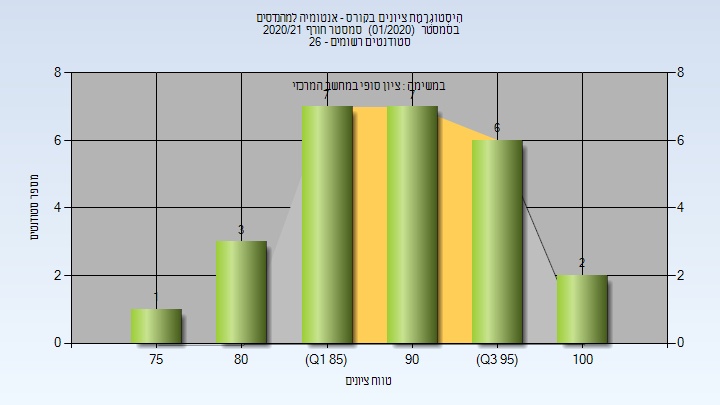 היסטוגרמת ציונים בקורס - אנטומיה למהנדסים
בסמסטר (01/2020) סמסטר חורף 2020/21
סטודנטים רשומים - 26
במשימה : ציון סופי במחשב המרכזי
מספר סטודנטים
8
6
4
2
0
8
6
4
2
0
1
3
7
7
6
2
75
80
(Q1 85)
90
(Q3 95)
100
טווח ציונים